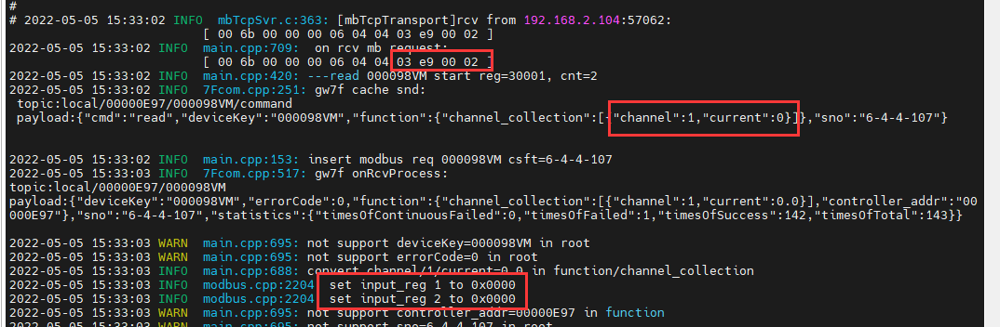 #
# 2022-05-05 15:33:02 INFO  mbTcpSvr.c:363: [mbTcpTransport]rcv from 192.168.2.104:57062:
[ 00 6b 00 00 00 06 04 04 03 e9 00 02 ]
2022-05-05 15:33:02 INFO  main.cpp:709:  on rcv mb request:
[ 00 6b 00 00 00 06 04 04 03 e9 00 02 ]
2022-05-05 15:33:02 INFO  main.cpp:420: ---read 000098VM start reg=30001, cnt=2
2022-05-05 15:33:02 INFO  7Fcom.cpp:251: gw7f cache snd:
topic:local/00000E97/000098VM/command
payload:{"cmd":"read","deviceKey":"000098VM","function":{"channel_collection":[{"channel":1,"current":0}]},"sno":"6-4-4-107"}
2022-05-05 15:33:02 INFO  main.cpp:153: insert modbus req 000098VM csft=6-4-4-107
2022-05-05 15:33:03 INFO  7Fcom.cpp:517: gw7f onRcvProcess:
topic:local/00000E97/000098VM
payload:{"deviceKey":"000098VM","errorCode":0,"function":{"channel_collection":[{"channel":1,"current":0.0}],"controller_addr":"00
000E97"},"sno":"6-4-4-107","statistics":{"timesOfContinuousFailed":0,"timesOfFailed":1,"timesOfSuccess":142,"timesOfTotal":143}}
2022-05-05 15:33:03 WARN  main.cpp:695: not support deviceKey=000098VM in root
2022-05-05 15:33:03 WARN  main.cpp:695: not support errorCode=0 in root
2022-05-05 15:33:03 INFO  main.cpp:688: convert channel/1/current=0.0 in function/channel_collection
2022-05-05 15:33:03 INFO  modbus.cpp:2204  set input_reg 1 to 0x0000
2022-05-05 15:33:03 INFO  modbus.cpp:2204  set input_reg 2 to 0x0000
2022-05-05 15:33:03 WARN  main.cpp:695: not support controller_addr=00000E97 in function
2022-05-05 15:33:03 WARN  main.cpp:695: not support sno=6-4-4-107 in root